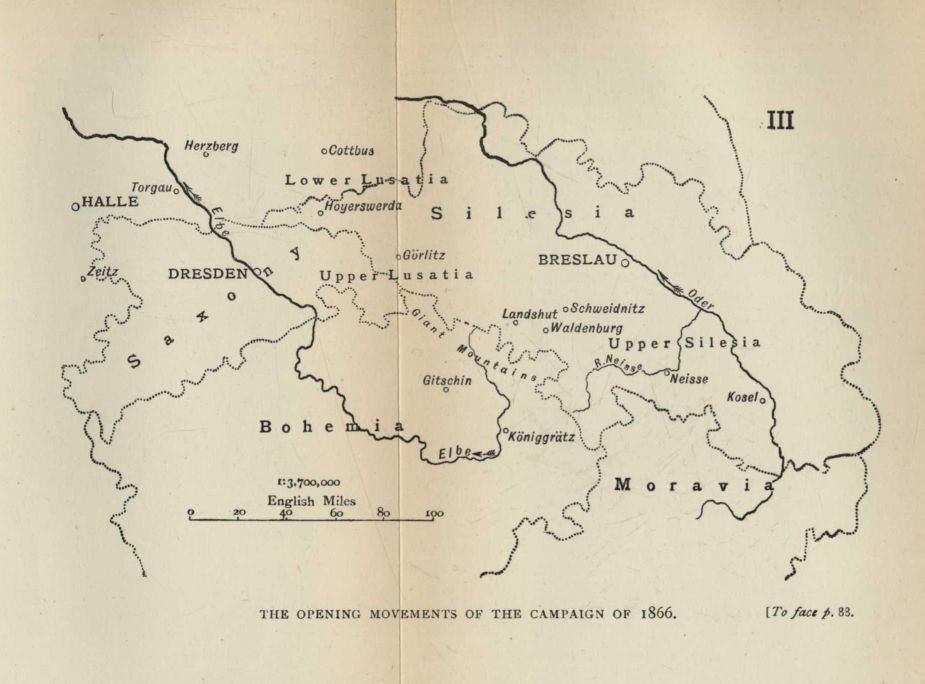 III
Herzberg
Cottbus
Lower Lusatia
Torgau
HALLE
Elbe
Hoyerswerda
Silesia
Görlitz
BRESLAU
Zeitz
DRESDEN
Saxony
Upper Lusatia
Oder
Landshut
Schweidnitz
Waldenburg
Giant Mountains
Upper Silesia
R. Neisse
Neisse
Gitschin
Kosel
Bohemia
Königgrätz
Elbe
Moravia
1:3,700,000
English Miles
0 20 40 60 80 100
THE OPENING MOVEMENTS OF THE CAMPAIGN OF 1866.
[To face p. 33.